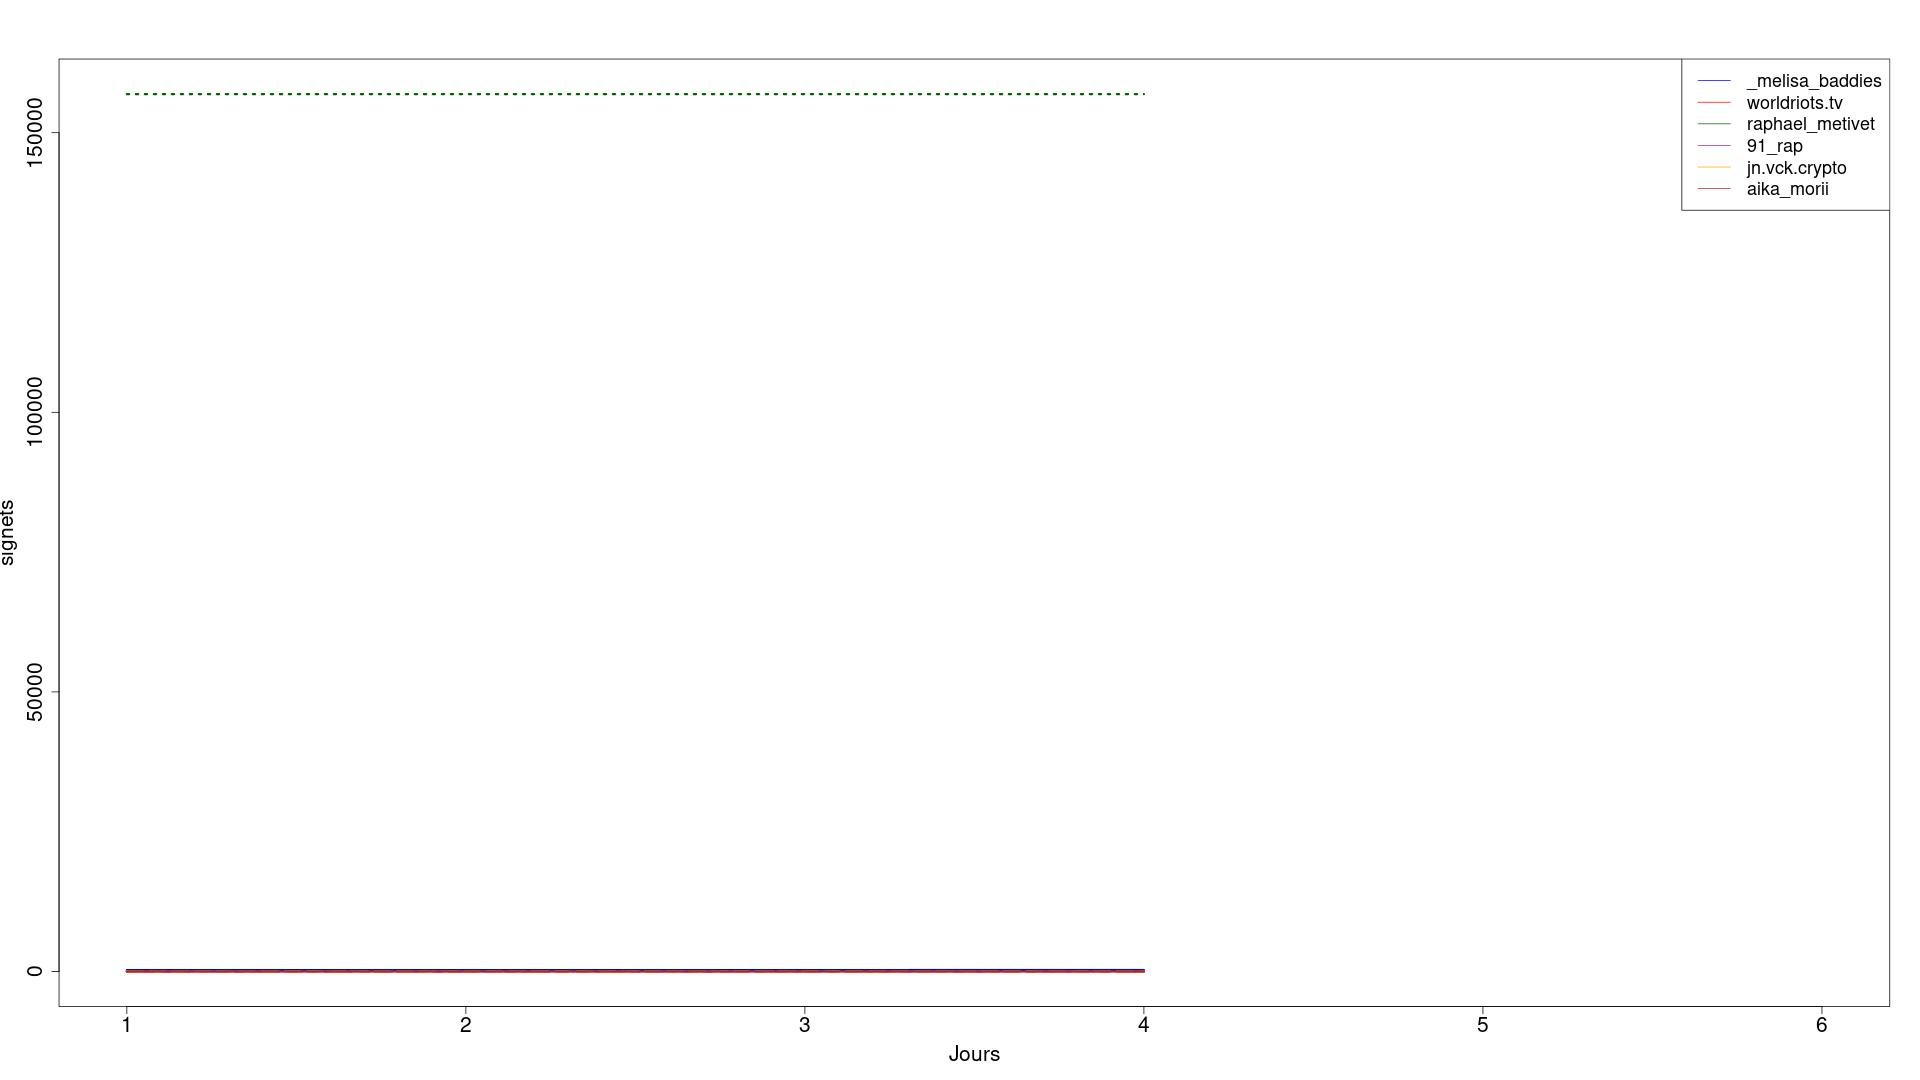 _melisa_baddies
worldriots.tv
raphael_metivet
91_rap
jn.vck.crypto
aika_morii
150000
100000
50000
0
signets
1 2 3 4 5 6
Jours